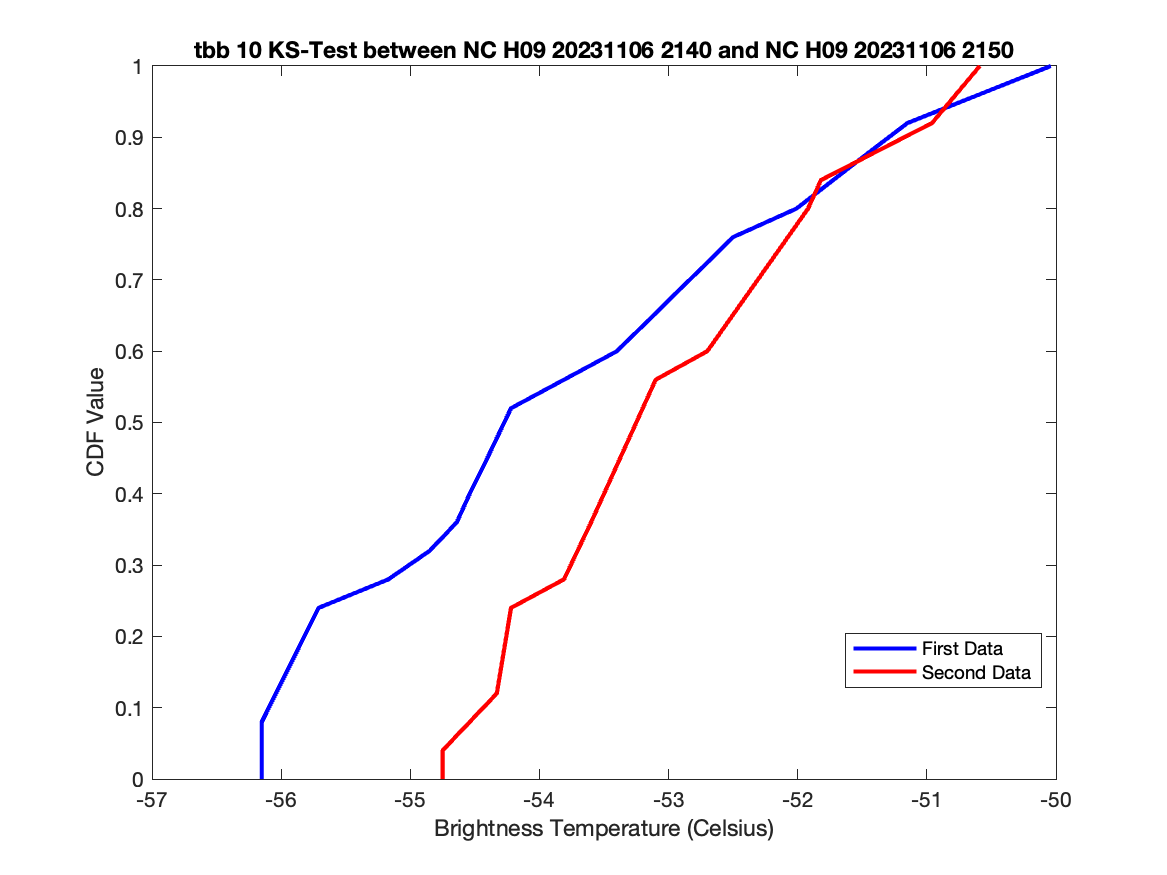 tbb 10 KS-Test between NC H09 20231106 2140 and NC H09 20231106 2150
1
0.9
0.8
0.7
0.6
0.5
0.4
0.3
0.2
0.1
0
CDF Value
First Data
Second Data
-57 -56 -55 -54 -53 -52 -51 -50
Brightness Temperature (Celsius)